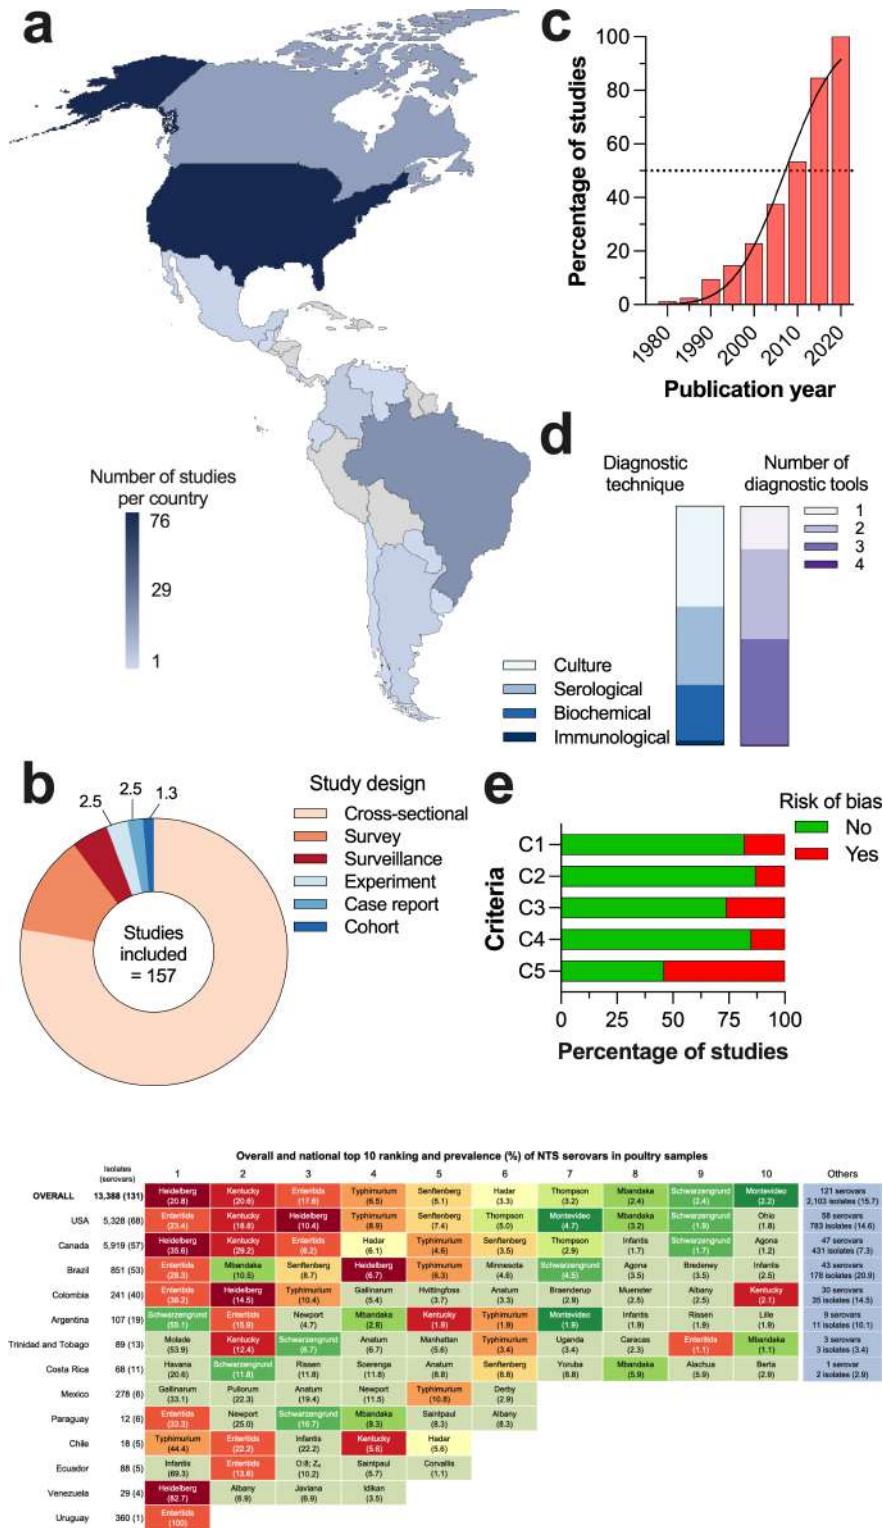 a
Number of studies
per country
76
29
1
c
Percentage of studies
100
80
60
40
20
0
1980
1990
2000
2010
2020
Publication year
d
Diagnostic
technique
Number of
diagnostic tools
1
2
3
4
Culture
Serological
Biochemical
Immunological
b
2.5
2.5
1.3
Studies
included
= 157
Study design
Cross-sectional
Survey
Surveillance
Experiment
Case report
Cohort
e
Risk of bias
No
Yes
Criteria
C1
C2
C3
C4
C5
0 25 50 75 100
Percentage of studies
Overall and national top 10 ranking and prevalence (%) of NTS serovars in poultry samples
Isolates
(serovars)
1 2 3 4 5 6 7 8 9 10 Others
OVERALL 13,388 (131)
Heidelberg Kentucky Enteritids Typhimurium Senftenberg Hadar Thompson Mbandaka Schwarzengrund Montevideo 121 serovars
(20.8) (20.6) (17.6) (6.5) (5.1) (3.3) (3.2) (2.4) (2.4) (2.2) 2,103 isolates (15.7)
USA 5,328 (68)
Enteritids Kentucky Heidelberg Typhimurium Senftenberg Thompson Montevideo Mbandaka Schwarzengrund Ohio 58 serovars
(23.4) (18.8) (10.4) (8.9) (7.4) (5.0) (4.7) (3.2) (1.9) (1.8) 783 isolates (14.6)
Canada 5,919 (57)
Heidelberg Kentucky Enteritids Hadar Typhimurium Senftenberg Thompson Infantis Schwarzengrund Agona 47 serovars
(35.6) (29.2) (6.2) (6.1) (4.6) (3.5) (2.9) (1.7) (1.7) (1.2) 431 isolates (7.3)
Brazil 851 (53)
Enteritids Mbandaka Senftenberg Heidelberg Typhimurium Minnesota Schwarzengrund Agona Bredeney Infantis 43 serovars
(28.3) (10.5) (8.7) (6.7) (6.3) (4.6) (4.5) (3.5) (3.5) (2.5) 178 isolates (20.9)
Colombia 241 (40)
Enteritids Heidelberg Typhimurium Gallinarum Hvittingfoss Anatum Braenderup Muenster Albany Kentucky 30 serovars
(36.2) (14.5) (10.4) (5.4) (3.7) (3.3) (2.9) (2.5) (2.5) (2.1) 35 isolates (14.5)
Argentina 107 (19)
Schwarzengrund Enteritids Newport Mbandaka Kentucky Typhimurium Montevideo Infantis Rissen Lille 9 serovars
(55.1) (15.9) (4.7) (2.8) (1.9) (1.9) (1.9) (1.9) (1.9) (1.9) 11 isolates (10.1)
Trinidad and Tobago 89 (13)
Molade Kentucky Schwarzengrund Anatum Manhattan Typhimurium Uganda Caracas Enteritids Mbandaka 3 serovars
(53.9) (12.4) (6.7) (6.7) (5.6) (3.4) (3.4) (2.3) (1.1) (1.1) 3 isolates (3.4)
Costa Rica 68 (11)
Havana Schwarzengrund Rissen Soerenga Anatum Senftenberg Yoruba Mbandaka Alachua Berta 1 serovar
(20.6) (11.8) (11.8) (11.8) (8.8) (8.8) (8.8) (5.9) (5.9) (2.9) 2 isolates (2.9)
Mexico 278 (6)
Gallinarum Pullorum Anatum Newport Typhimurium Derby
(33.1) (22.3) (19.4) (11.5) (10.8) (2.9)
Paraguay 12 (6)
Enteritids Newport Schwarzengrund Mbandaka Saintpaul Albany
(33.3) (25.0) (16.7) (8.3) (8.3) (8.3)
Chile 18 (5)
Typhimurium Enteritids Infantis Kentucky Hadar
(44.4) (22.2) (22.2) (5.6) (5.6)
Ecuador 88 (5)
Infantis Enteritids O:8; Z₄ Saintpaul Corvallis
(69.3) (13.6) (10.2) (5.7) (1.1)
Venezuela 29 (4)
Heidelberg Albany Javiana Idikan
(82.7) (6.9) (6.9) (3.5)
Uruguay 360 (1)
Enteritids
(100)